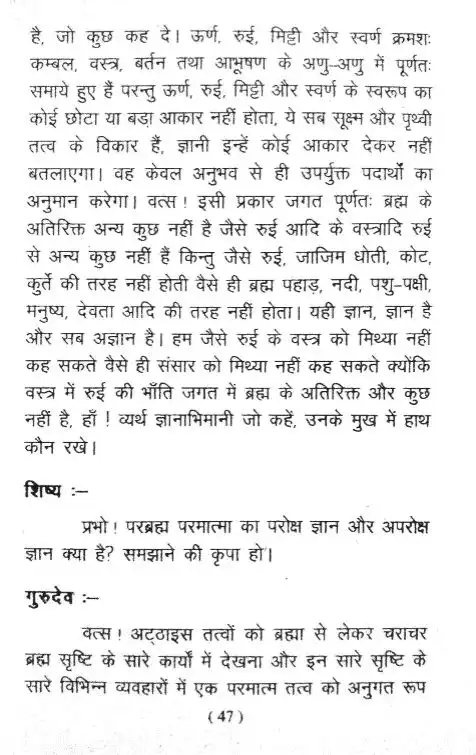 है, जो कुछ कह दे। ऊर्ण, रुई, मिट्टी और स्वर्ण क्रमशः
कम्बल, वस्त्र, बर्तन तथा आभूषण के अणु-अणु में पूर्णतः
समाये हुए हैं परन्तु ऊर्ण, रुई, मिट्टी और स्वर्ण के स्वरूप का
कोई छोटा या बड़ा आकार नहीं होता, ये सब सूक्ष्म और पृथ्वी
तत्व के विकार हैं, ज्ञानी इन्हें कोई आकार देकर नहीं
बतलाएगा। वह केवल अनुभव से ही उपर्युक्त पदार्थों का
अनुमान करेगा। वत्स ! इसी प्रकार जगत पूर्णतः ब्रह्म के
अतिरिक्त अन्य कुछ नहीं है जैसे रुई आदि के वस्त्रादि रुई
से अन्य कुछ नहीं हैं किन्तु जैसे रुई, जाजिम धोती, कोट,
कुर्ते की तरह नहीं होती वैसे ही ब्रह्म पहाड़, नदी, पशु-पक्षी,
मनुष्य, देवता आदि की तरह नहीं होता। यही ज्ञान, ज्ञान है
और सब अज्ञान है। हम जैसे रुई के वस्त्र को मिथ्या नहीं
कह सकते वैसे ही संसार को मिथ्या नहीं कह सकते क्योंकि
वस्त्र में रुई की भाँति जगत में ब्रह्म के अतिरिक्त और कुछ
नहीं है, हाँ ! व्यर्थ ज्ञानाभिमानी जो कहें, उनके मुख में हाथ
कौन रखे।
शिष्य :–
प्रभो ! परब्रह्म परमात्मा का परोक्ष ज्ञान और अपरोक्ष
ज्ञान क्या है? समझाने की कृपा हो।
गुरुदेव :–
वत्स ! अट्ठाइस तत्वों को ब्रह्मा से लेकर चराचर
ब्रह्म सृष्टि के सारे कार्यों में देखना और इन सारे सृष्टि के
सारे विभिन्न व्यवहारों में एक परमात्म तत्व को अनुगत रूप
( 47 )